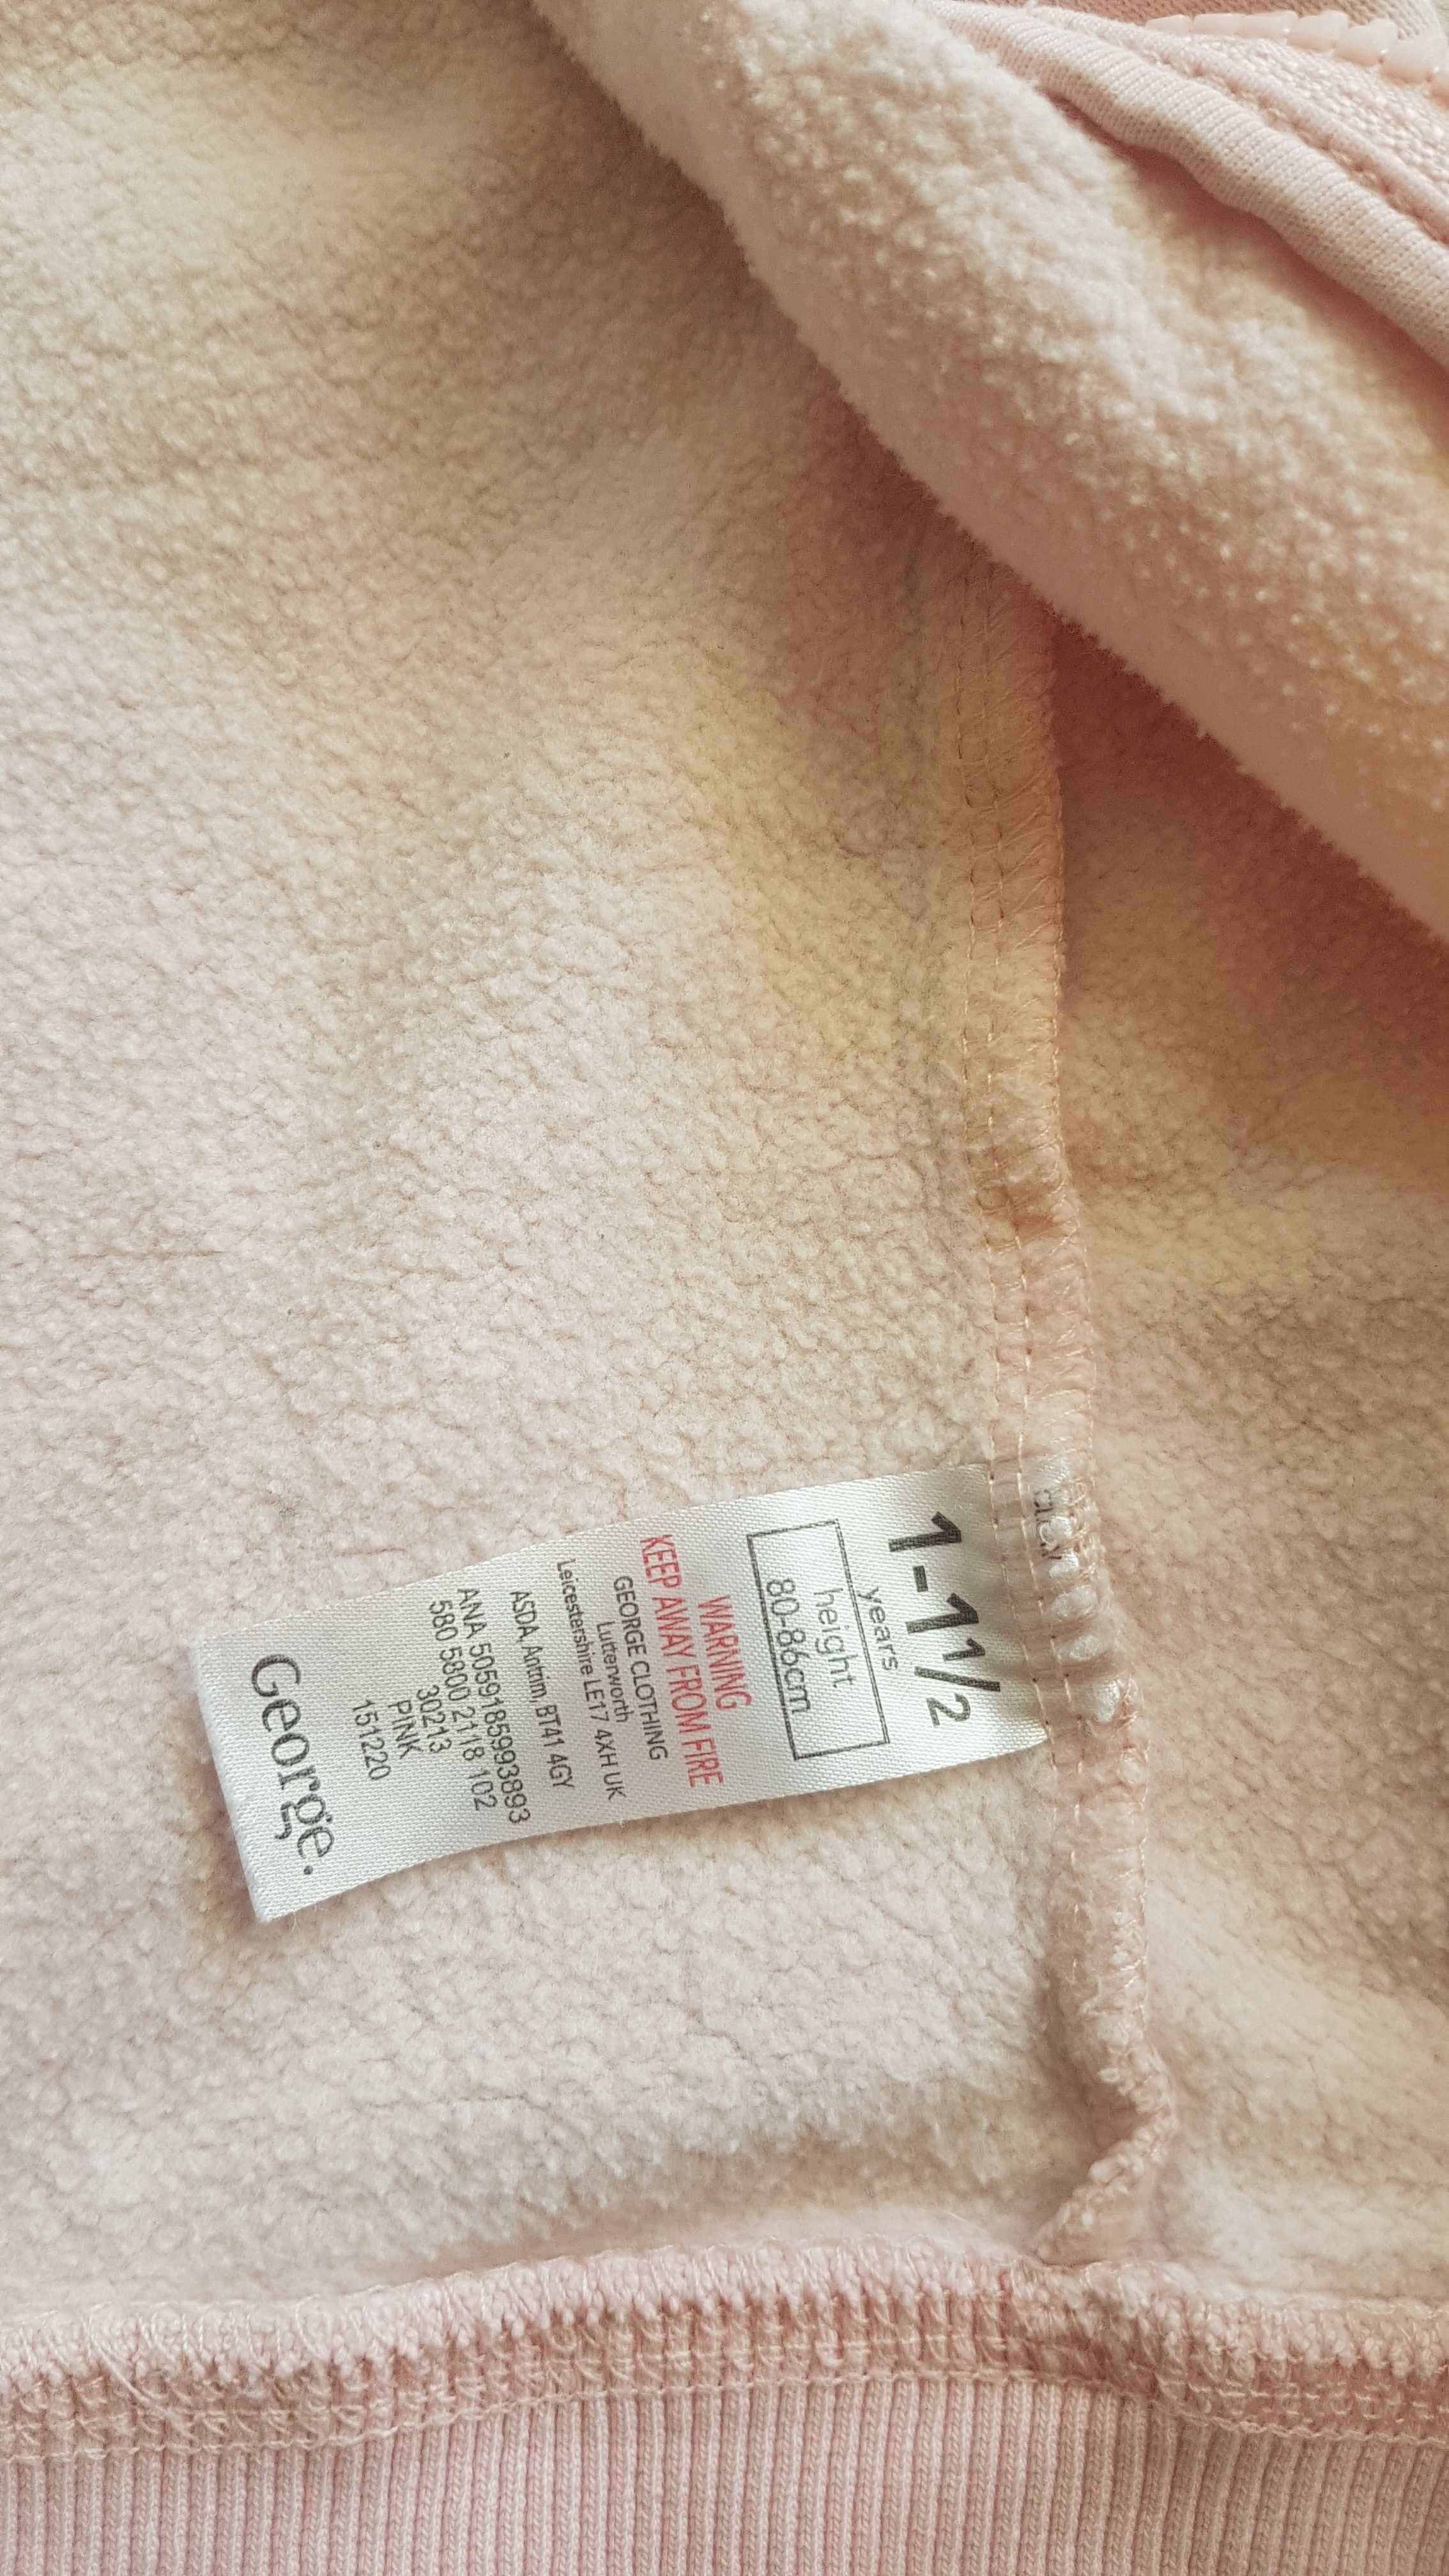 1-1½
years
height
80-86cm
WARNING
KEEP AWAY FROM FIRE
GEORGE CLOTHING
Lutterworth
Leicestershire LE17 4XH UK
ASDA, Antrim, BT41 4GY
ANA 5059185993893
580 5800 2118 102
30213
PINK
151220
George.